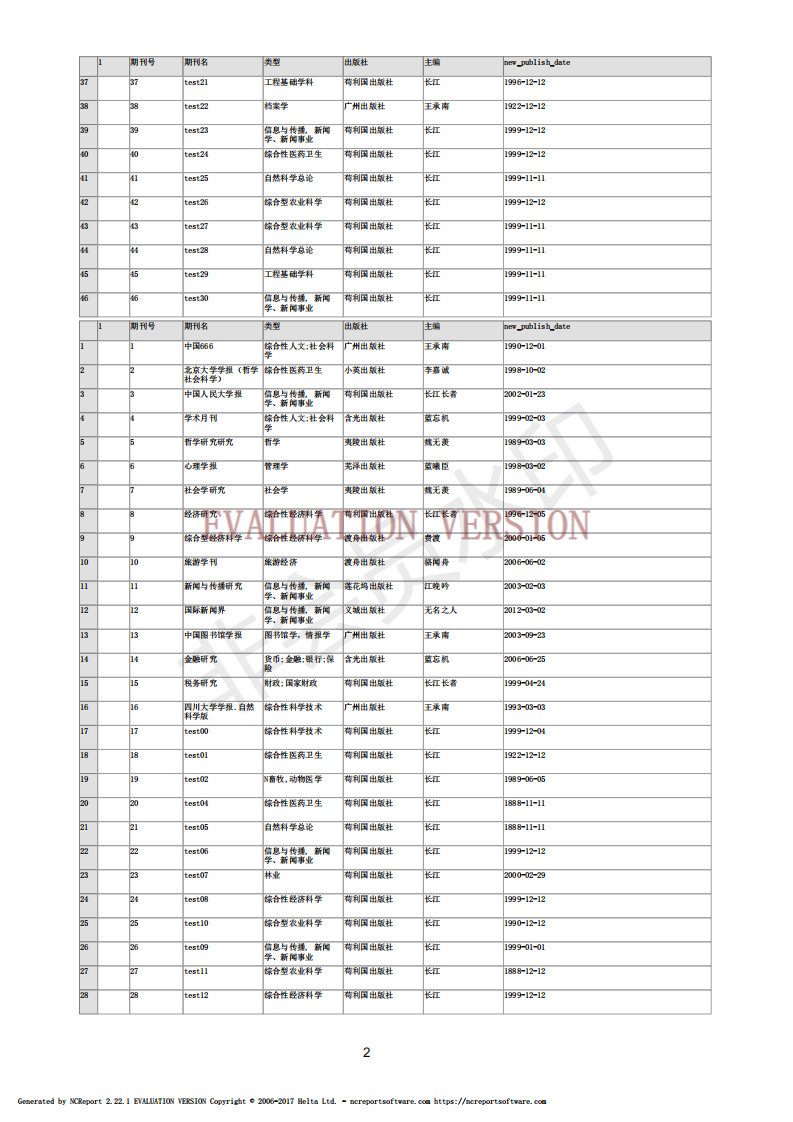 1 期刊号 期刊名 类型 出版社 主编 new_publish_date
37 37 test21 工程基础学科 荀利国出版社 长江 1996-12-12
38 38 test22 档案学 广州出版社 王承南 1922-12-12
39 39 test23 信息与传播, 新闻 荀利国出版社 长江 1999-12-12
学、新闻事业
40 40 test24 综合性医药卫生 荀利国出版社 长江 1999-12-12
41 41 test25 自然科学总论 荀利国出版社 长江 1999-11-11
42 42 test26 综合型农业科学 荀利国出版社 长江 1999-12-12
43 43 test27 综合型农业科学 荀利国出版社 长江 1999-11-11
44 44 test28 自然科学总论 荀利国出版社 长江 1999-11-11
45 45 test29 工程基础学科 荀利国出版社 长江 1999-11-11
46 46 test30 信息与传播, 新闻 荀利国出版社 长江 1999-11-11
学、新闻事业
1 期刊号 期刊名 类型 出版社 主编 new_publish_date
1 1 中国666 综合性人文;社会科 广州出版社 王承南 1990-12-01
学
2 2 北京大学学报（哲学 综合性医药卫生 小英出版社 李嘉诚 1998-10-02
社会科学）
3 3 中国人民大学报 信息与传播, 新闻 荀利国出版社 长江长者 2002-01-23
学、新闻事业
4 4 学术月刊 综合性人文;社会科 含光出版社 蓝忘机 1999-02-03
学
5 5 哲学研究研究 哲学 夷陵出版社 魏无羡 1989-03-03
6 6 心理学报 管理学 芜泽出版社 蓝曦臣 1998-03-02
7 7 社会学研究 社会学 夷陵出版社 魏无羡 1989-06-04
8 8 经济研究 综合性经济科学 荀利国出版社 长江长者 1996-12-05
EVALUATION VERSION
9 9 综合型经济科学 综合性经济科学 渡舟出版社 费渡 2000-01-05
10 10 旅游学刊 旅游经济 渡舟出版社 骆闻舟 2006-06-02
11 11 新闻与传播研究 信息与传播, 新闻 莲花坞出版社 江晚吟 2003-02-03
学、新闻事业
12 12 国际新闻界 信息与传播, 新闻 义城出版社 无名之人 2012-03-02
学、新闻事业
13 13 中国图书馆学报 图书馆学，情报学 广州出版社 王承南 2003-09-23
14 14 金融研究 货币;金融;银行;保 含光出版社 蓝忘机 2006-06-25
险
15 15 税务研究 财政;国家财政 荀利国出版社 长江长者 1999-04-24
16 16 四川大学学报.自然 综合性科学技术 广州出版社 王承南 1993-03-03
科学版
非会员水印
17 17 test00 综合性科学技术 荀利国出版社 长江 1999-12-04
18 18 test01 综合性医药卫生 荀利国出版社 长江 1922-12-12
19 19 test02 N畜牧,动物医学 荀利国出版社 长江 1989-06-05
20 20 test04 综合性医药卫生 荀利国出版社 长江 1888-11-11
21 21 test05 自然科学总论 荀利国出版社 长江 1888-11-11
22 22 test06 信息与传播, 新闻 荀利国出版社 长江 1999-12-12
学、新闻事业
23 23 test07 林业 荀利国出版社 长江 2000-02-29
24 24 test08 综合性经济科学 荀利国出版社 长江 1999-12-12
25 25 test10 综合型农业科学 荀利国出版社 长江 1990-12-12
26 26 test09 信息与传播, 新闻 荀利国出版社 长江 1999-01-01
学、新闻事业
27 27 test11 综合型农业科学 荀利国出版社 长江 1888-12-12
28 28 test12 综合性经济科学 荀利国出版社 长江 1999-12-12
2
Generated by NCReport 2.22.1 EVALUATION VERSION Copyright © 2006-2017 Helta Ltd. - ncreportsoftware.com https://ncreportsoftware.com